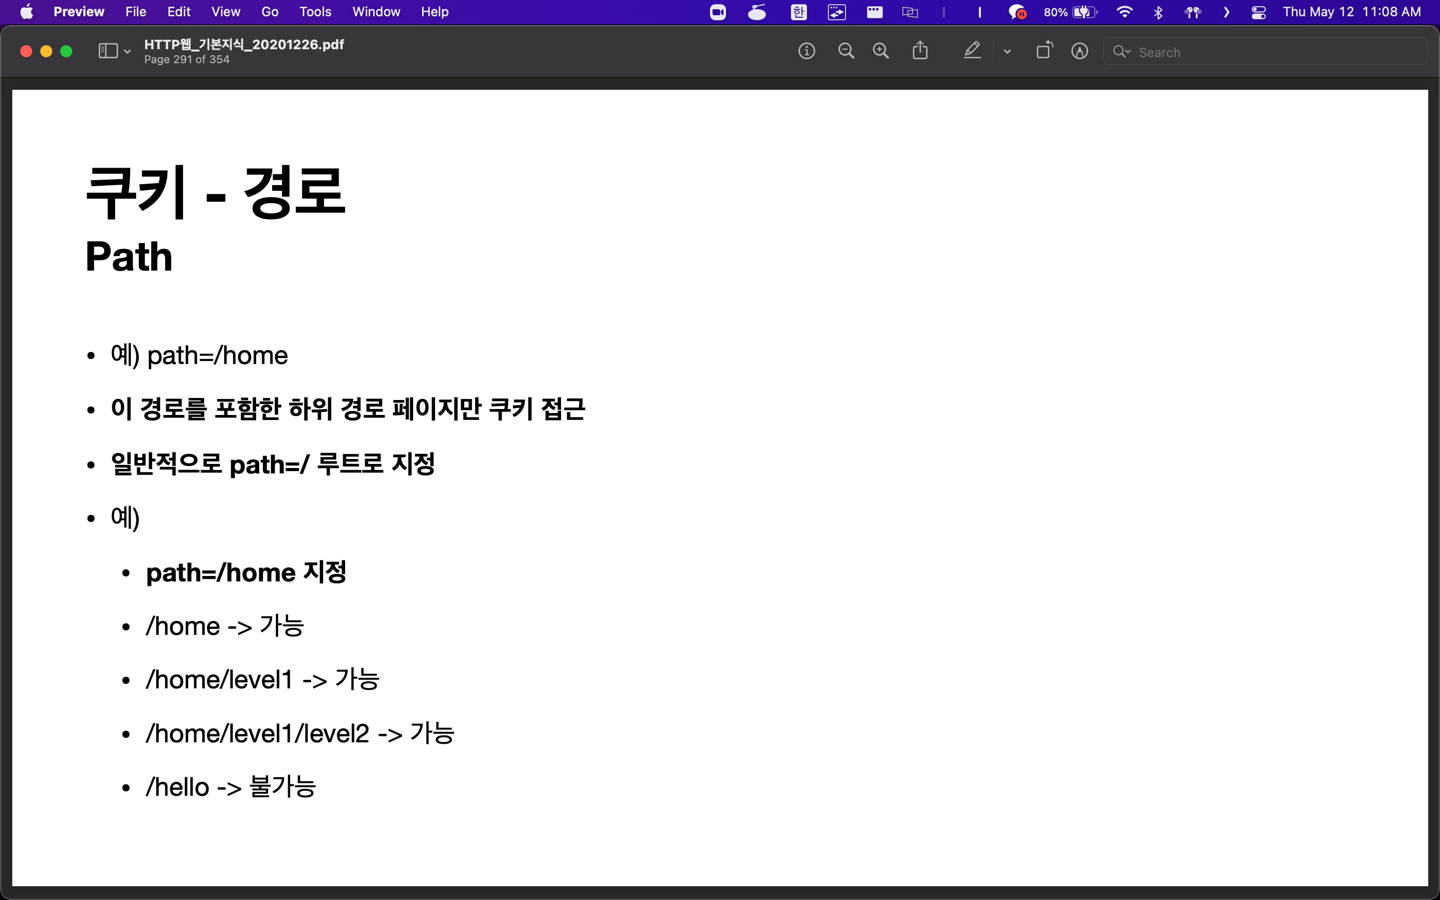 Preview File Edit View Go Tools Window Help 한 80% Thu May 12 11:08 AM
HTTP웹_기본지식_20201226.pdf
Page 291 of 354
Search
쿠키 - 경로
Path
• 예) path=/home
• 이 경로를 포함한 하위 경로 페이지만 쿠키 접근
• 일반적으로 path=/ 루트로 지정
• 예)
• path=/home 지정
• /home -> 가능
• /home/level1 -> 가능
• /home/level1/level2 -> 가능
• /hello -> 불가능